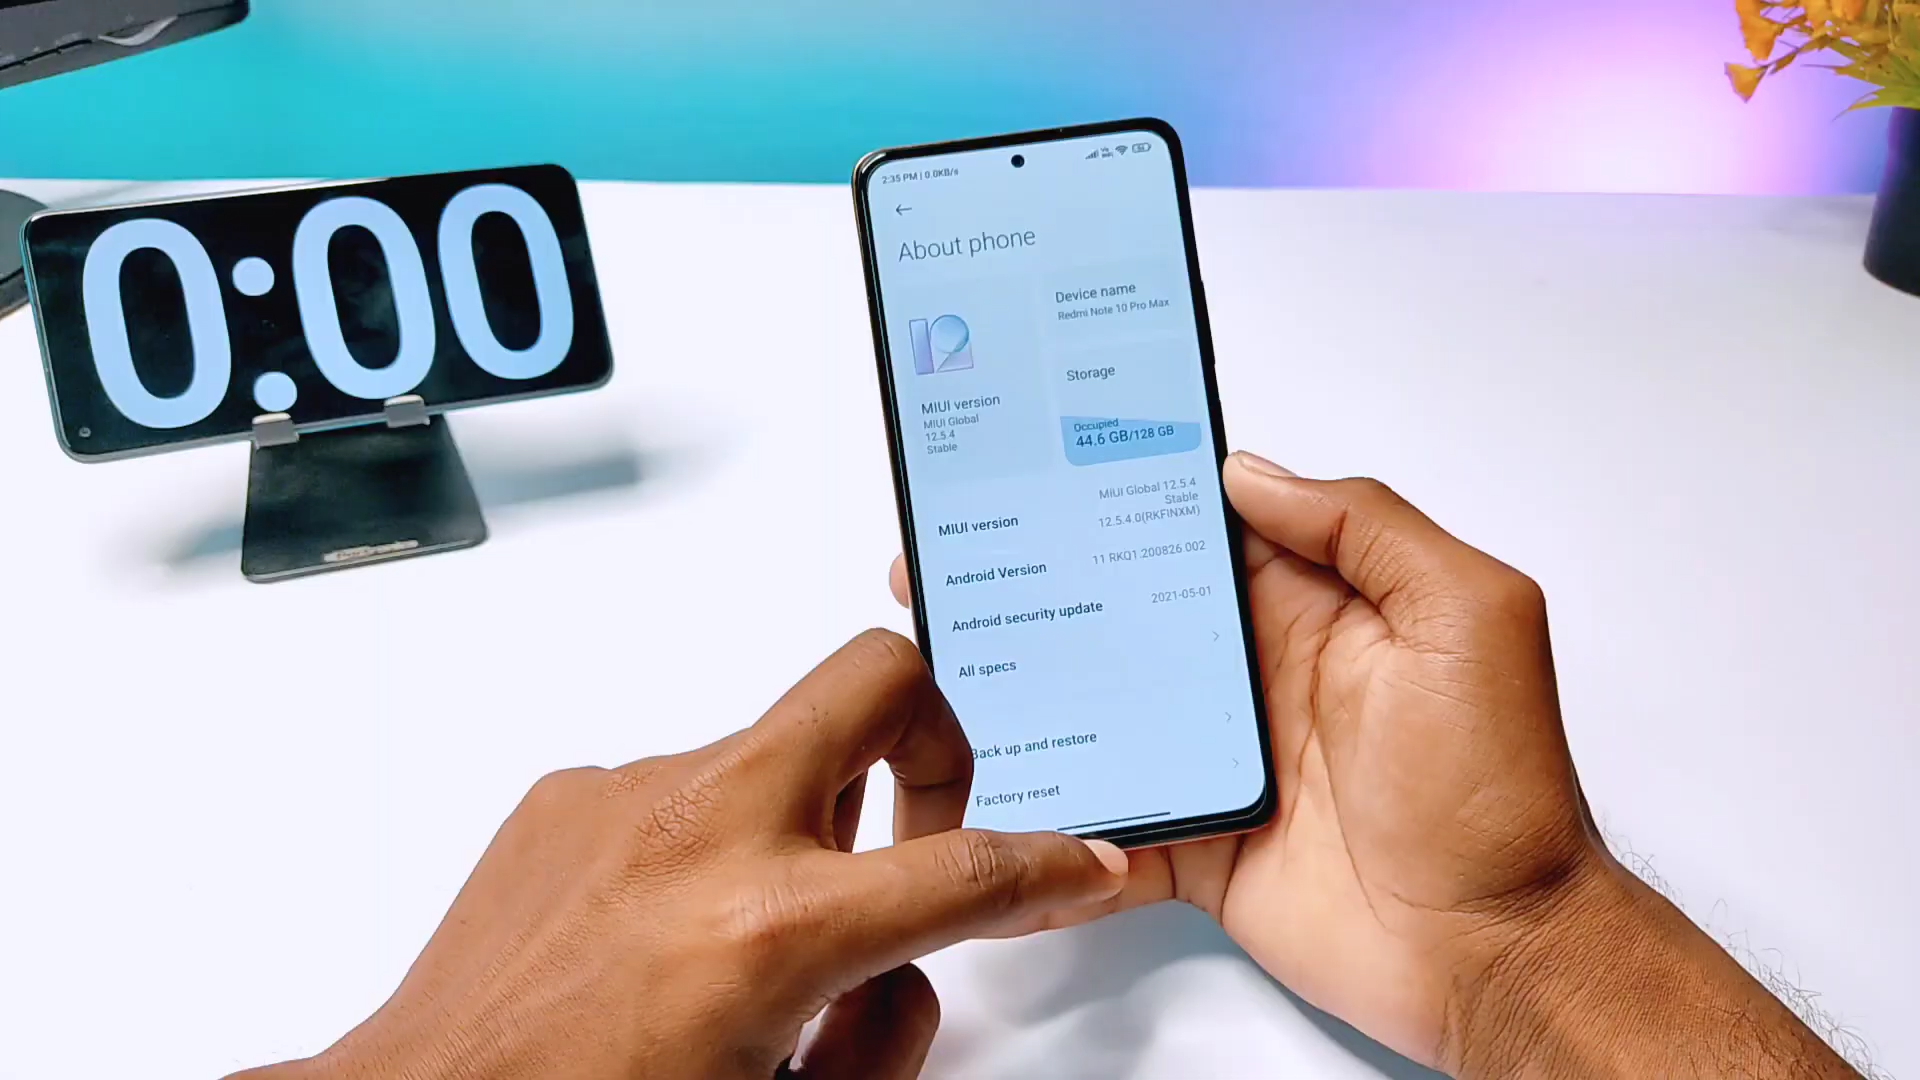 0:00
2:35 PM | 0.0KB/s
About phone
MIUI version
MIUI Global
12.5.4
Stable
Device name
Redmi Note 10 Pro Max
Storage
Occupied
44.6 GB/128 GB
MIUI version
MIUI Global 12.5.4
Stable
12.5.4.0(RKFINXM)
Android Version
11 RKQ1.200826.002
Android security update
2021-05-01
All specs
Back up and restore
Factory reset